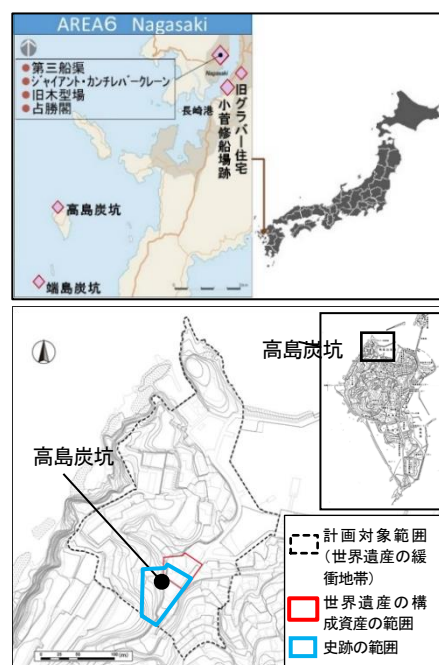 AREA6 Nagasaki
第三船渠
ジャイアント・カンチレバークレーン
旧木型場
占勝閣
Nagasaki
長崎港
旧グラバー住宅
小菅修船場跡
高島炭坑
端島炭坑
高島炭坑
高島炭坑
計画対象範囲
(世界遺産の緩
衝地帯)
世界遺産の構
成資産の範囲
史跡の範囲